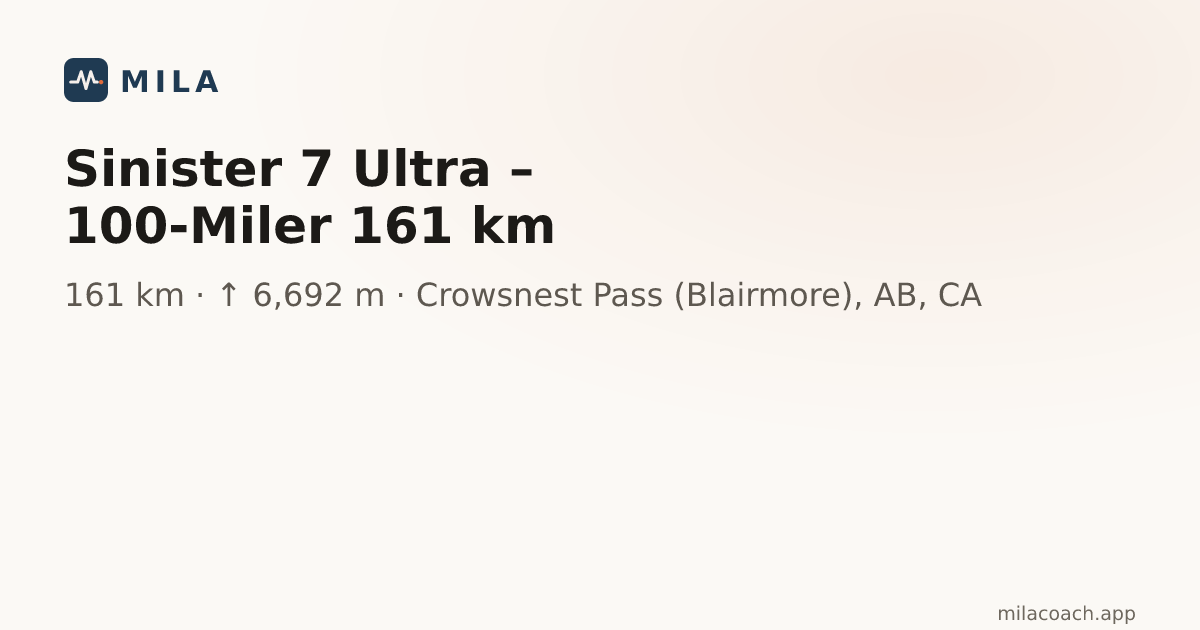 MILA
Sinister 7 Ultra –
100-Miler 161 km
161 km · ↑ 6,692 m · Crowsnest Pass (Blairmore), AB, CA
milacoach.app